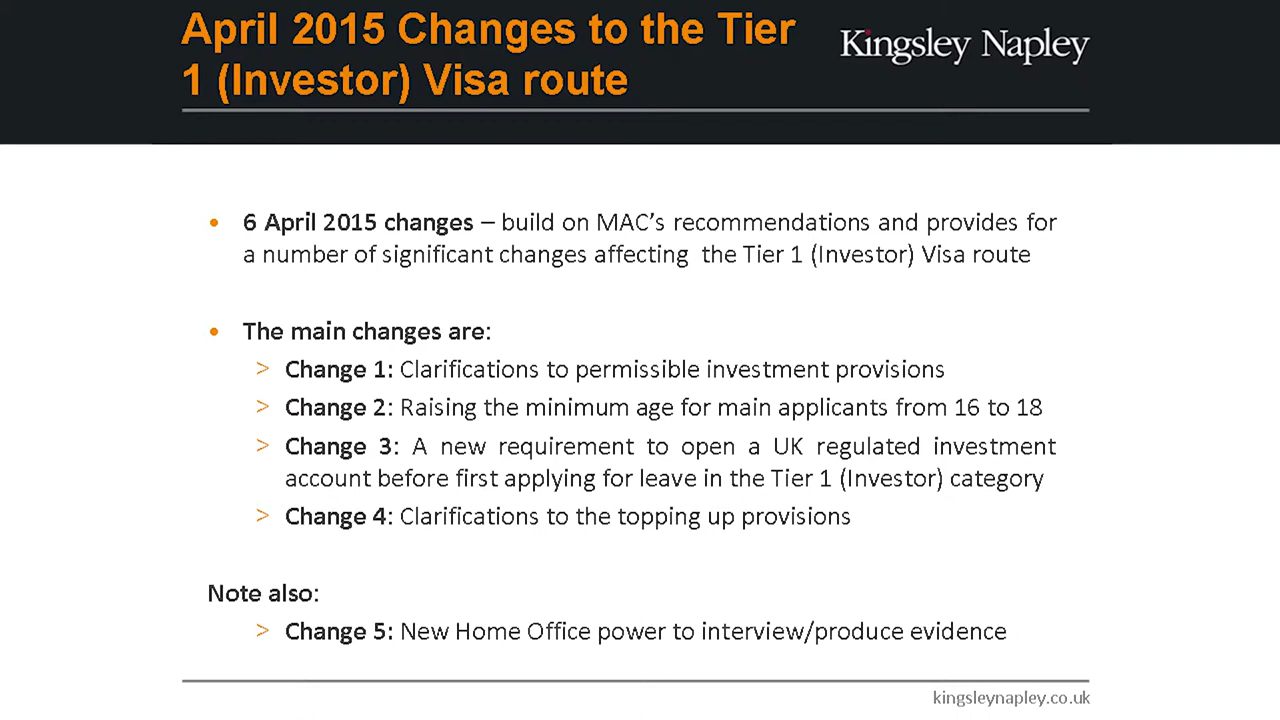 April 2015 Changes to the Tier
1 (Investor) Visa route
Kingsley Napley
• 6 April 2015 changes – build on MAC's recommendations and provides for
a number of significant changes affecting the Tier 1 (Investor) Visa route
• The main changes are:
> Change 1: Clarifications to permissible investment provisions
> Change 2: Raising the minimum age for main applicants from 16 to 18
> Change 3: A new requirement to open a UK regulated investment
account before first applying for leave in the Tier 1 (Investor) category
> Change 4: Clarifications to the topping up provisions
Note also:
> Change 5: New Home Office power to interview/produce evidence
kingsleynapley.co.uk